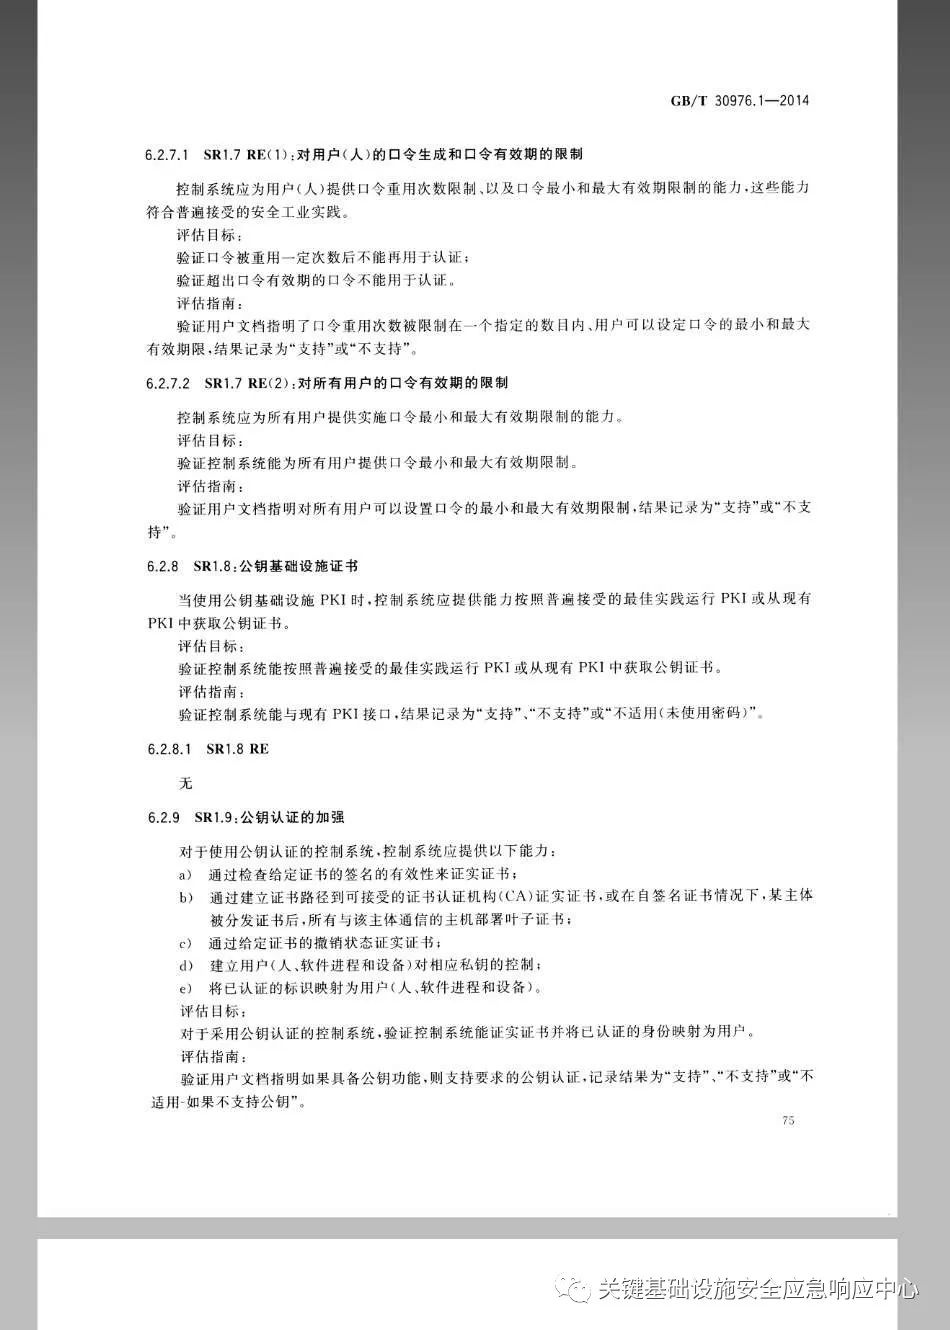 GB/T 30976.1—2014
6.2.7.1 SR1.7 RE(1):对用户(人)的口令生成和口令有效期的限制
控制系统应为用户(人)提供口令重用次数限制、以及口令最小和最大有效期限制的能力,这些能力
符合普遍接受的安全工业实践。
评估目标:
验证口令被重用一定次数后不能再用于认证;
验证超出口令有效期的口令不能用于认证。
评估指南:
验证用户文档指明了口令重用次数被限制在一个指定的数目内、用户可以设定口令的最小和最大
有效期限,结果记录为“支持”或“不支持”。
6.2.7.2 SR1.7 RE(2):对所有用户的口令有效期的限制
控制系统应为所有用户提供实施口令最小和最大有效期限制的能力。
评估目标:
验证控制系统能为所有用户提供口令最小和最大有效期限制。
评估指南:
验证用户文档指明对所有用户可以设置口令的最小和最大有效期限制,结果记录为“支持”或“不支
持”。
6.2.8 SR1.8:公钥基础设施证书
当使用公钥基础设施 PKI 时,控制系统应提供能力按照普遍接受的最佳实践运行 PKI 或从现有
PKI 中获取公钥证书。
评估目标:
验证控制系统能按照普遍接受的最佳实践运行 PKI 或从现有 PKI 中获取公钥证书。
评估指南:
验证控制系统能与现有 PKI 接口,结果记录为“支持”、“不支持”或“不适用(未使用密码)”。
6.2.8.1 SR1.8 RE
无
6.2.9 SR1.9:公钥认证的加强
对于使用公钥认证的控制系统,控制系统应提供以下能力:
a) 通过检查给定证书的签名的有效性来证实证书;
b) 通过建立证书路径到可接受的证书认证机构(CA)证实证书,或在自签名证书情况下,某主体
被分发证书后,所有与该主体通信的主机部署叶子证书;
c) 通过给定证书的撤销状态证实证书;
d) 建立用户(人、软件进程和设备)对相应私钥的控制;
e) 将已认证的标识映射为用户(人、软件进程和设备)。
评估目标:
对于采用公钥认证的控制系统,验证控制系统能证实证书并将已认证的身份映射为用户。
评估指南:
验证用户文档指明如果具备公钥功能,则支持要求的公钥认证,记录结果为“支持”、“不支持”或“不
适用-如果不支持公钥”。
75
关键基础设施安全应急响应中心